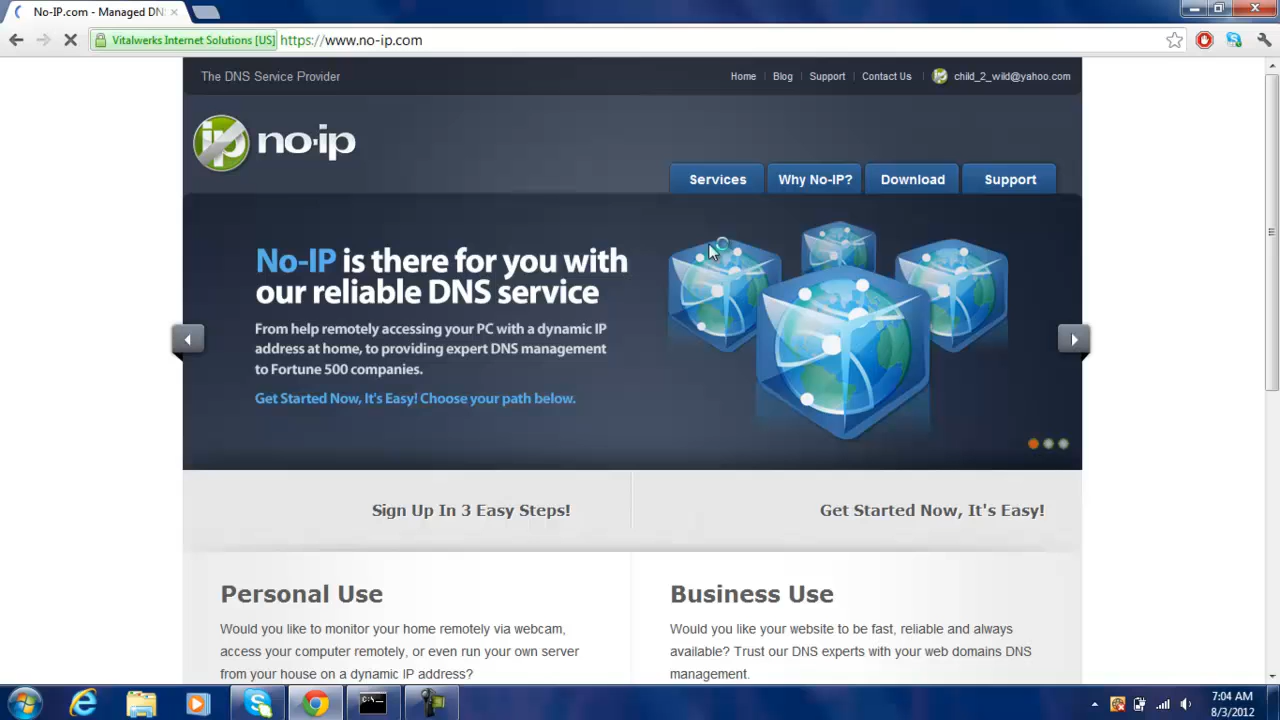 No-IP.com - Managed DN
Vitalwerks Internet Solutions [US] https://www.no-ip.com
The DNS Service Provider
Home Blog Support Contact Us child_2_wild@yahoo.com
ip no·ip
Services Why No-IP? Download Support
No-IP is there for you with
our reliable DNS service
From help remotely accessing your PC with a dynamic IP
address at home, to providing expert DNS management
to Fortune 500 companies.
Get Started Now, It's Easy! Choose your path below.
Sign Up In 3 Easy Steps!
Get Started Now, It's Easy!
Personal Use
Would you like to monitor your home remotely via webcam,
access your computer remotely, or even run your own server
from your house on a dynamic IP address?
Business Use
Would you like your website to be fast, reliable and always
available? Trust our DNS experts with your web domains DNS
management.
7:04 AM
8/3/2012